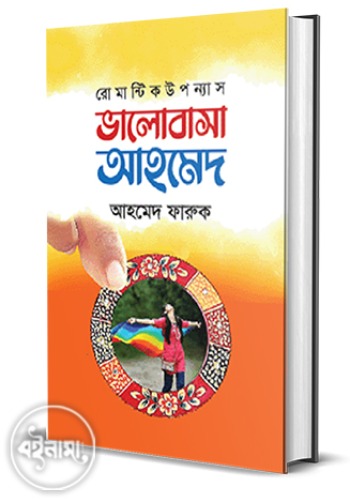 রোমান্টিক উপন্যাস
ভালোবাসা
আহমেদ
আহমেদ ফারুক
বইনামা